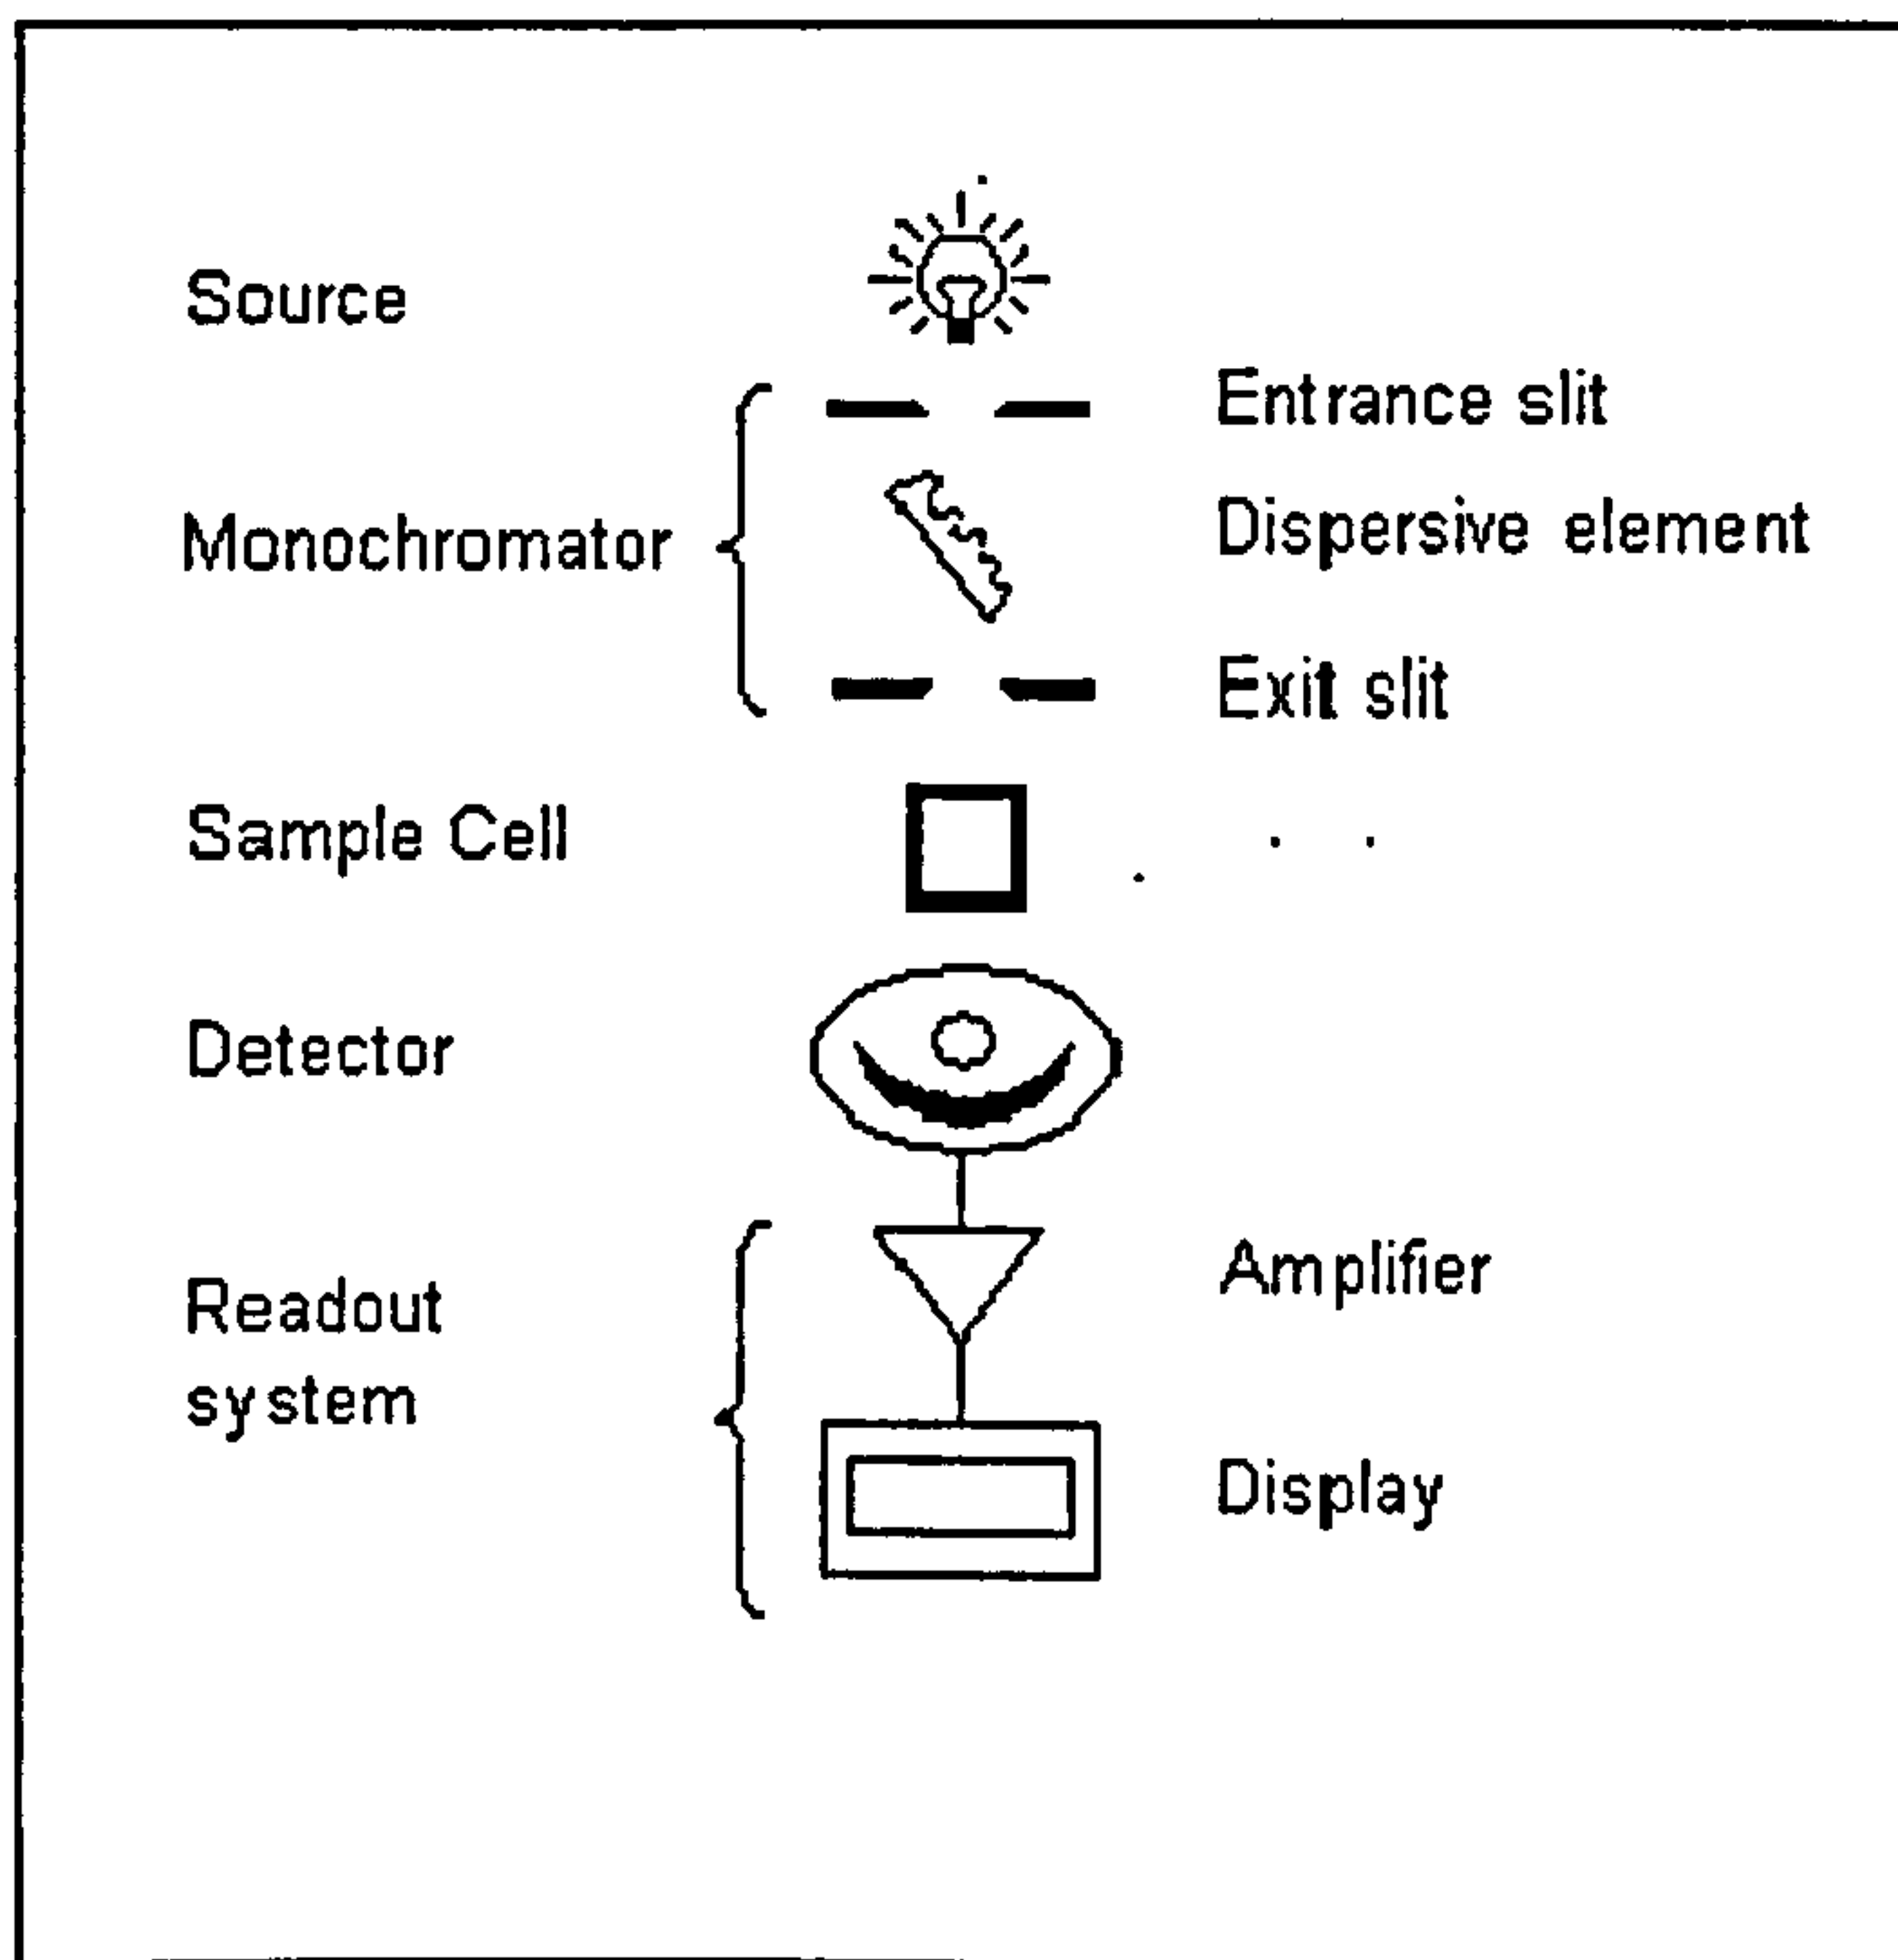 Source
Entrance slit
Monochromator
Dispersive element
Exit slit
Sample Cell
Detector
Amplifier
Readout
system
Display